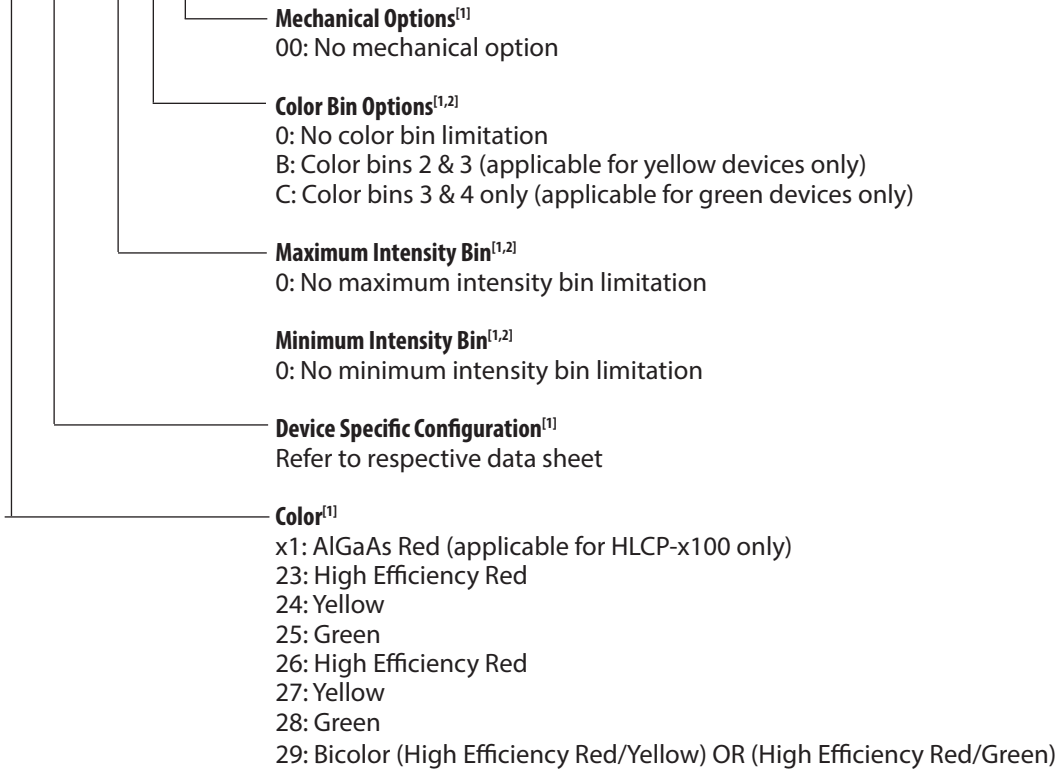 Mechanical Options[1]
00: No mechanical option
Color Bin Options[1,2]
0: No color bin limitation
B: Color bins 2 & 3 (applicable for yellow devices only)
C: Color bins 3 & 4 only (applicable for green devices only)
Maximum Intensity Bin[1,2]
0: No maximum intensity bin limitation
Minimum Intensity Bin[1,2]
0: No minimum intensity bin limitation
Device Specific Configuration[1]
Refer to respective data sheet
Color[1]
x1: AlGaAs Red (applicable for HLCP-x100 only)
23: High Efficiency Red
24: Yellow
25: Green
26: High Efficiency Red
27: Yellow
28: Green
29: Bicolor (High Efficiency Red/Yellow) OR (High Efficiency Red/Green)